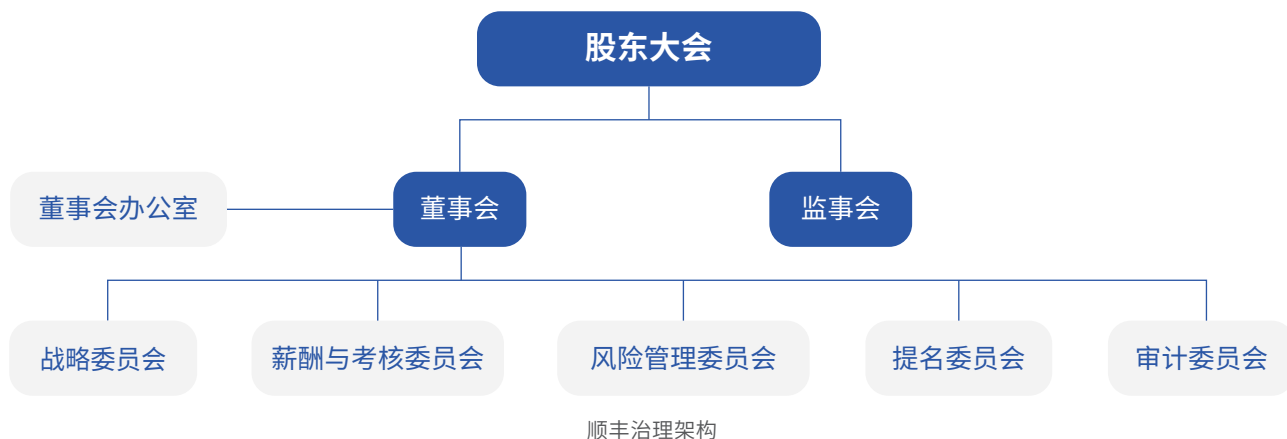 股东大会
董事会办公室
董事会
监事会
战略委员会
薪酬与考核委员会
风险管理委员会
提名委员会
审计委员会
顺丰治理架构